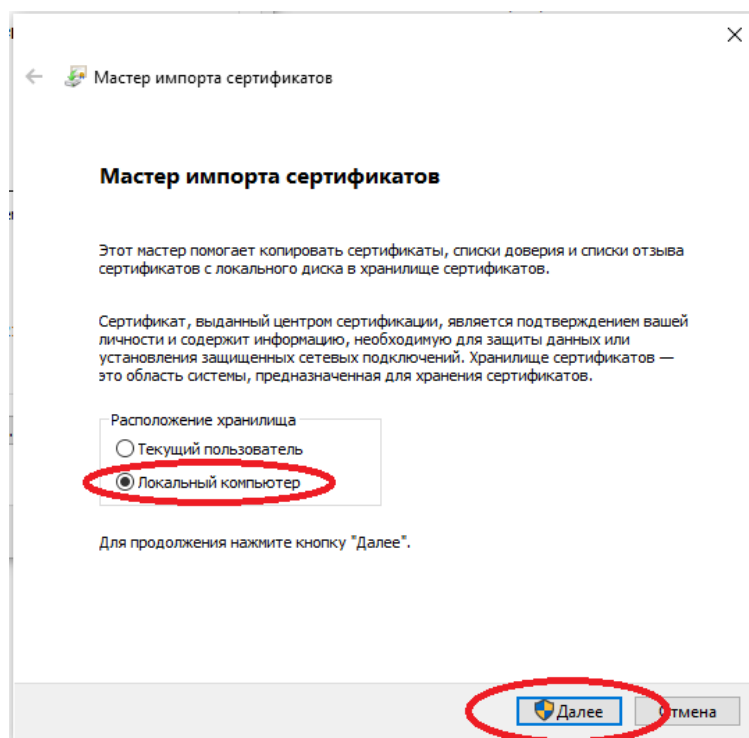 Мастер импорта сертификатов
Мастер импорта сертификатов
Этот мастер помогает копировать сертификаты, списки доверия и списки отзыва
сертификатов с локального диска в хранилище сертификатов.
Сертификат, выданный центром сертификации, является подтверждением вашей
личности и содержит информацию, необходимую для защиты данных или
установления защищенных сетевых подключений. Хранилище сертификатов —
это область системы, предназначенная для хранения сертификатов.
Расположение хранилища
Текущий пользователь
Локальный компьютер
Для продолжения нажмите кнопку "Далее".
Далее
Отмена